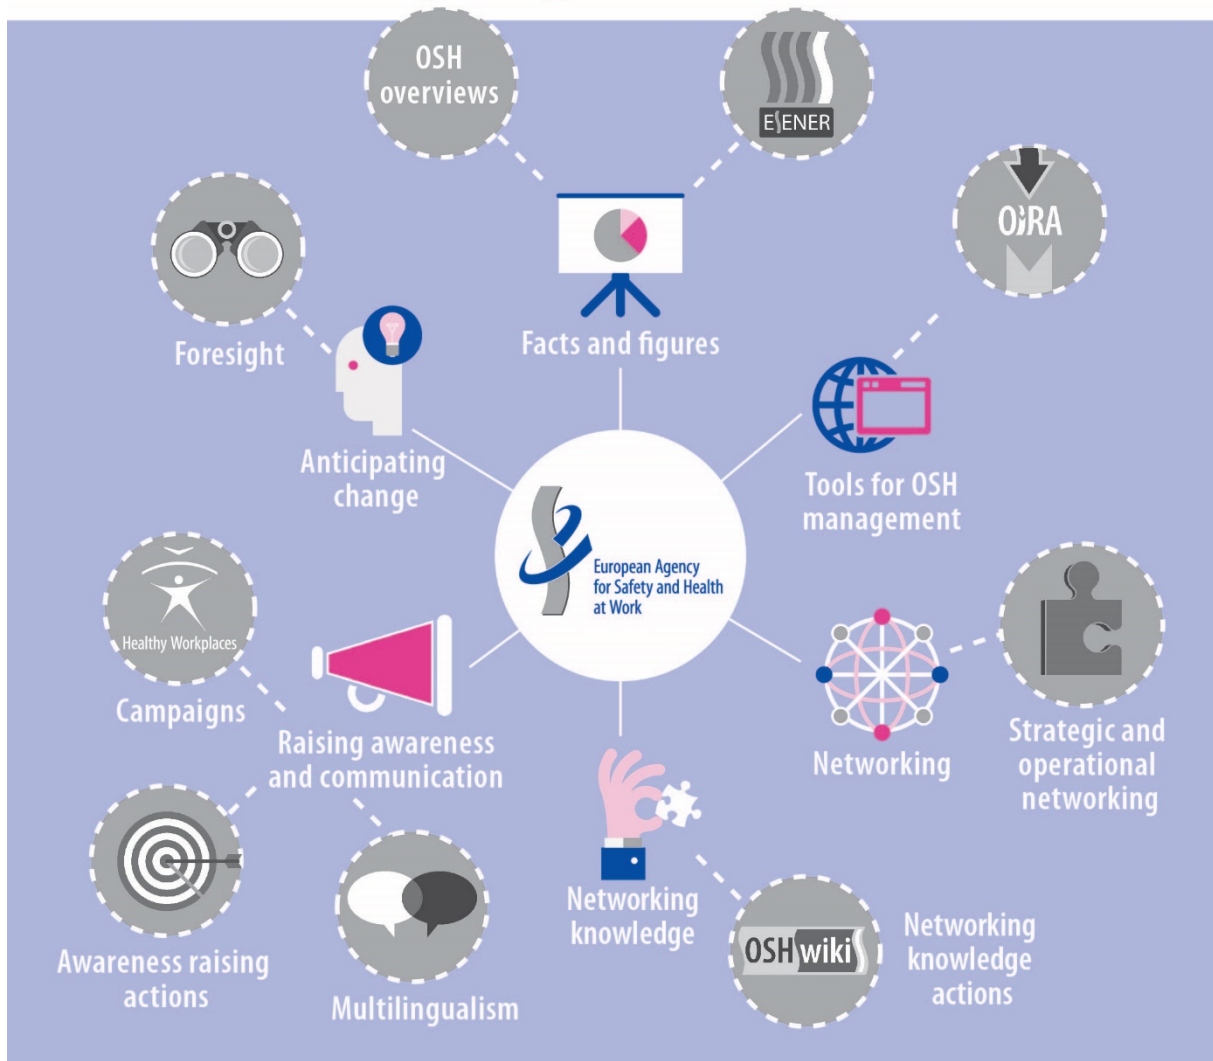 OSH
overviews
ESENER
OiRA
Foresight
Facts and figures
Anticipating
change
Tools for OSH
management
European Agency
for Safety and Health
at Work
Healthy Workplaces
Campaigns
Raising awareness
and communication
Networking
Strategic and
operational
networking
Networking
knowledge
OSHwiki
Networking
knowledge
actions
Awareness raising
actions
Multilingualism